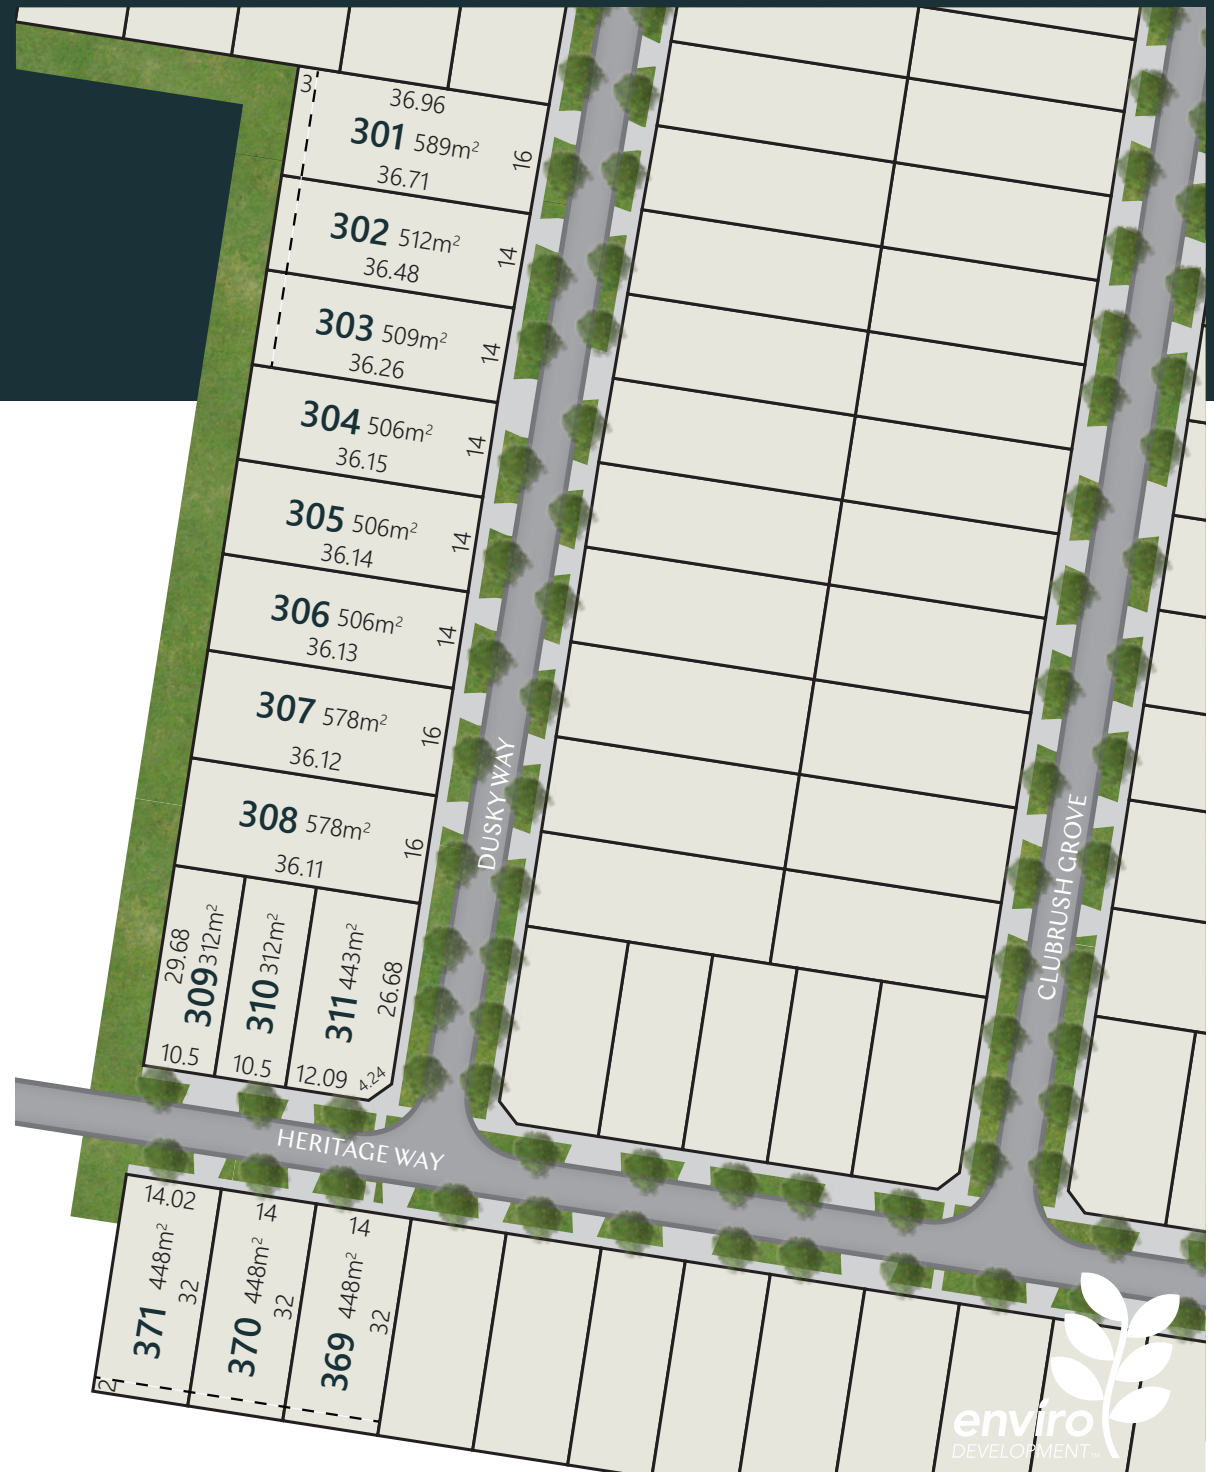 3
36.96
301 589m²
16
36.71
302 512m²
14
36.48
303 509m²
14
36.26
304 506m²
14
36.15
305 506m²
14
36.14
306 506m²
14
36.13
307 578m²
16
36.12
308 578m²
16
36.11
29.68
309 312m²
10.5
310 312m²
10.5
311 443m²
26.68
12.09
4.24
DUSKY WAY
CLUBRUSH GROVE
HERITAGE WAY
14.02
371 448m²
32
2
14
370 448m²
32
14
369 448m²
32
enviro
DEVELOPMENT™